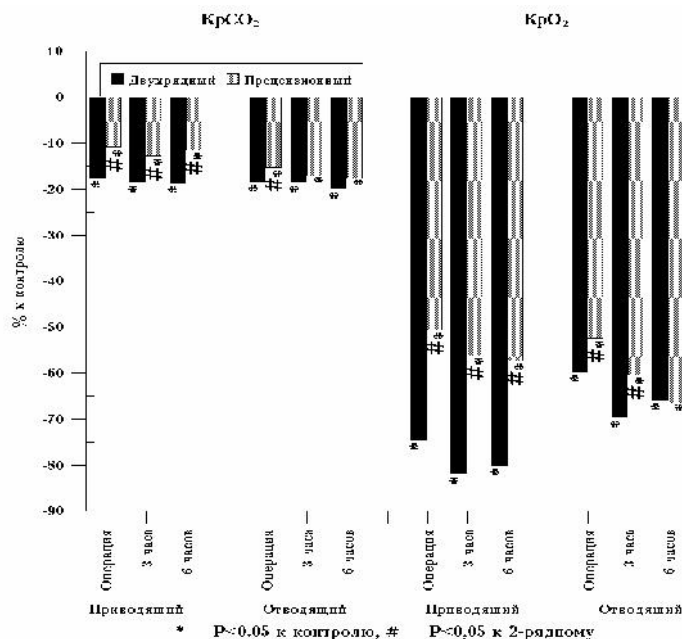 КрСО₂ КрО₂
10
Двухрядный Прецизионный
0
-10
-20
-30
-40
-50
-60
-70
-80
-90
% к контролю
* # * * # * * # * * # * * * * * * # * * # * * # * * # * * # * * *
Операция 3 часа 6 часов Операция 3 часа 6 часов Операция 3 часа 6 часов Операция 3 часа 6 часов
Приводящий Отводящий Приводящий Отводящий
* P<0.05 к контролю, # P<0,05 к 2-рядному